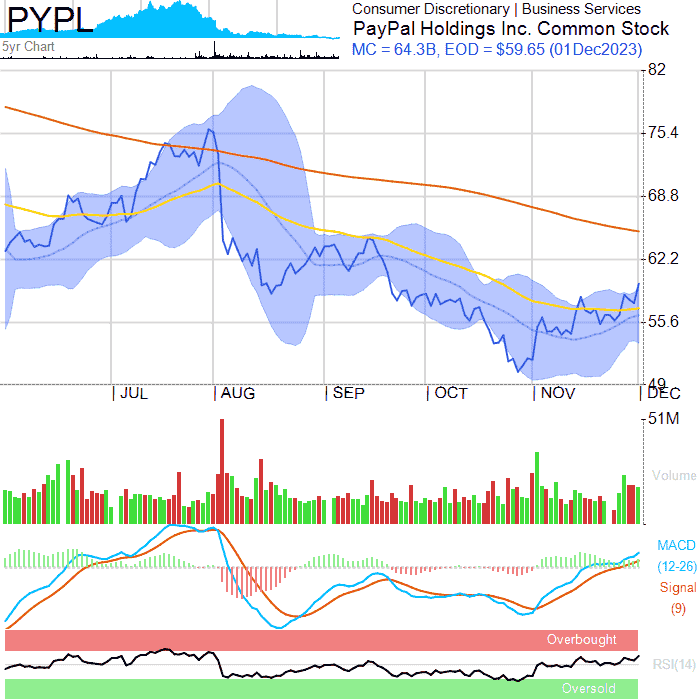 PYPL
5yr Chart
Consumer Discretionary | Business Services
PayPal Holdings Inc. Common Stock
MC = 64.3B, EOD = $59.65 (01Dec2023)
82
75.4
68.8
62.2
55.6
49
JUL AUG SEP OCT NOV DEC
51M
Volume
MACD
(12-26)
Signal
(9)
Overbought
RSI(14)
Oversold